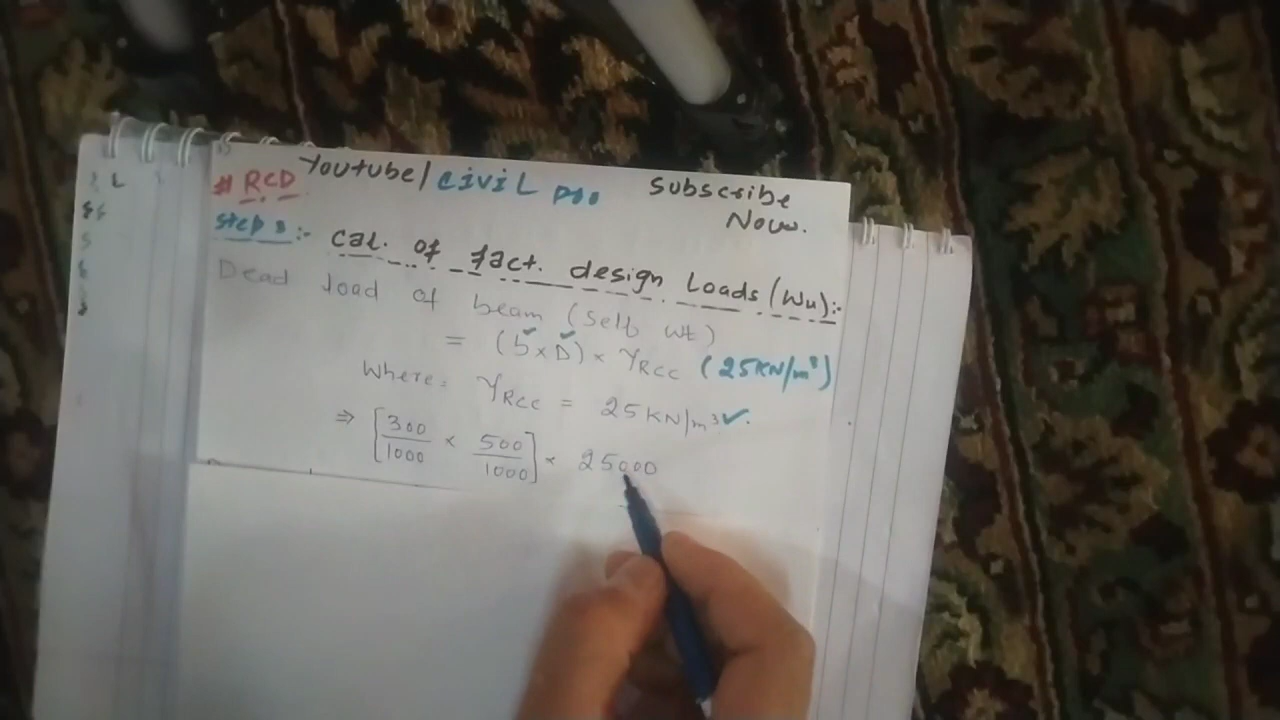 # RCD Youtube/civil pro Subscribe Now.
Step 3:- cal. of fact. design Loads (Wu):-
Dead load of beam (Self wt)
= (b×D) × γRCC (25KN/m³)
Where, γRCC = 25KN/m³ ✔.
⇒ [300/1000 × 500/1000] × 25000